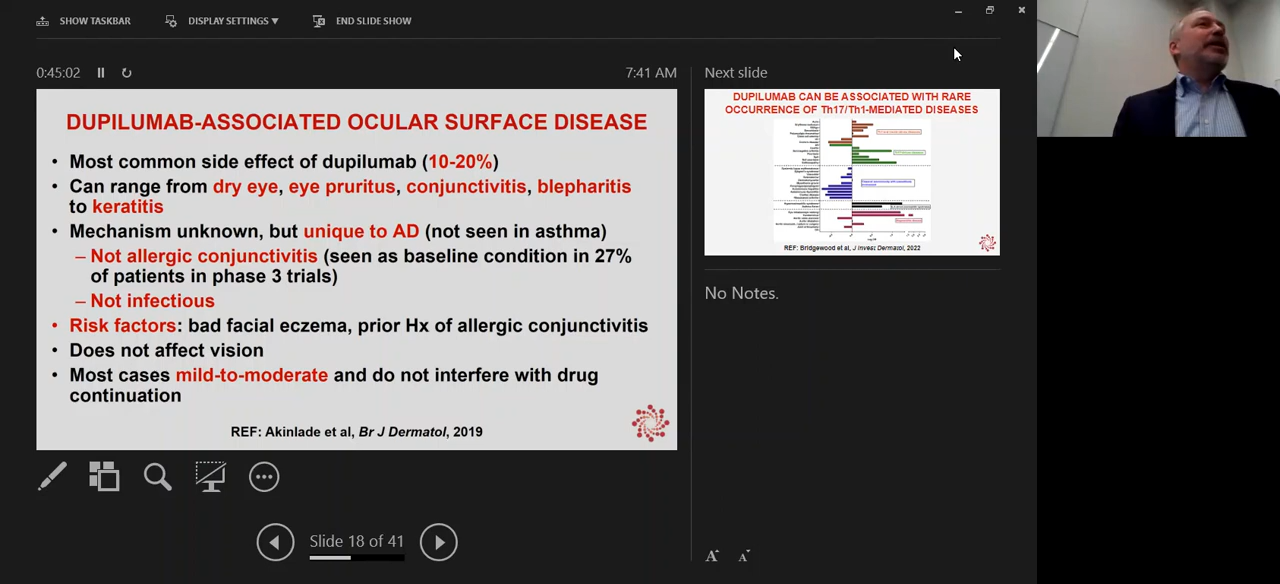 SHOW TASKBAR
DISPLAY SETTINGS ▼
END SLIDE SHOW
0:45:02
7:41 AM
DUPILUMAB-ASSOCIATED OCULAR SURFACE DISEASE
• Most common side effect of dupilumab (10-20%)
• Can range from dry eye, eye pruritus, conjunctivitis, blepharitis
to keratitis
• Mechanism unknown, but unique to AD (not seen in asthma)
– Not allergic conjunctivitis (seen as baseline condition in 27%
of patients in phase 3 trials)
– Not infectious
• Risk factors: bad facial eczema, prior Hx of allergic conjunctivitis
• Does not affect vision
• Most cases mild-to-moderate and do not interfere with drug
continuation
REF: Akinlade et al, Br J Dermatol, 2019
Slide 18 of 41
Next slide
DUPILUMAB CAN BE ASSOCIATED WITH RARE
OCCURRENCE OF Th17/Th1-MEDIATED DISEASES
REF: Bridgewood et al, J Invest Dermatol, 2022
No Notes.
A A